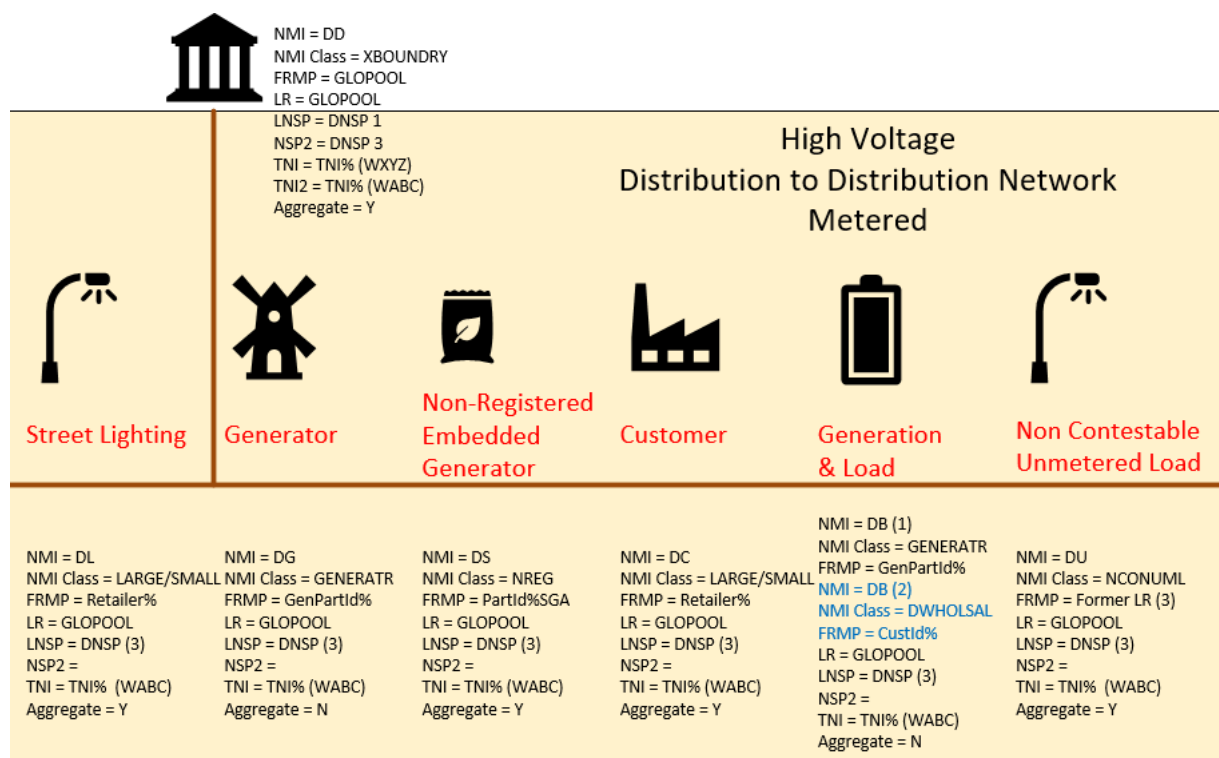 NMI = DD
NMI Class = XBOUNDRY
FRMP = GLOPOOL
LR = GLOPOOL
LNSP = DNSP 1
NSP2 = DNSP 3
TNI = TNI% (WXYZ)
TNI2 = TNI% (WABC)
Aggregate = Y
High Voltage
Distribution to Distribution Network
Metered
Street Lighting
Generator
Non-Registered
Embedded
Generator
Customer
Generation
& Load
Non Contestable
Unmetered Load
NMI = DL
NMI Class = LARGE/SMALL
FRMP = Retailer%
LR = GLOPOOL
LNSP = DNSP (3)
NSP2 =
TNI = TNI% (WABC)
Aggregate = Y
NMI = DG
NMI Class = GENERATR
FRMP = GenPartId%
LR = GLOPOOL
LNSP = DNSP (3)
NSP2 =
TNI = TNI% (WABC)
Aggregate = N
NMI = DS
NMI Class = NREG
FRMP = PartId%SGA
LR = GLOPOOL
LNSP = DNSP (3)
NSP2 =
TNI = TNI% (WABC)
Aggregate = Y
NMI = DC
NMI Class = LARGE/SMALL
FRMP = Retailer%
LR = GLOPOOL
LNSP = DNSP (3)
NSP2 =
TNI = TNI% (WABC)
Aggregate = Y
NMI = DB (1)
NMI Class = GENERATR
FRMP = GenPartId%
NMI = DB (2)
NMI Class = DWHOLSAL
FRMP = CustId%
LR = GLOPOOL
LNSP = DNSP (3)
NSP2 =
TNI = TNI% (WABC)
Aggregate = N
NMI = DU
NMI Class = NCONUML
FRMP = Former LR (3)
LR = GLOPOOL
LNSP = DNSP (3)
NSP2 =
TNI = TNI% (WABC)
Aggregate = Y